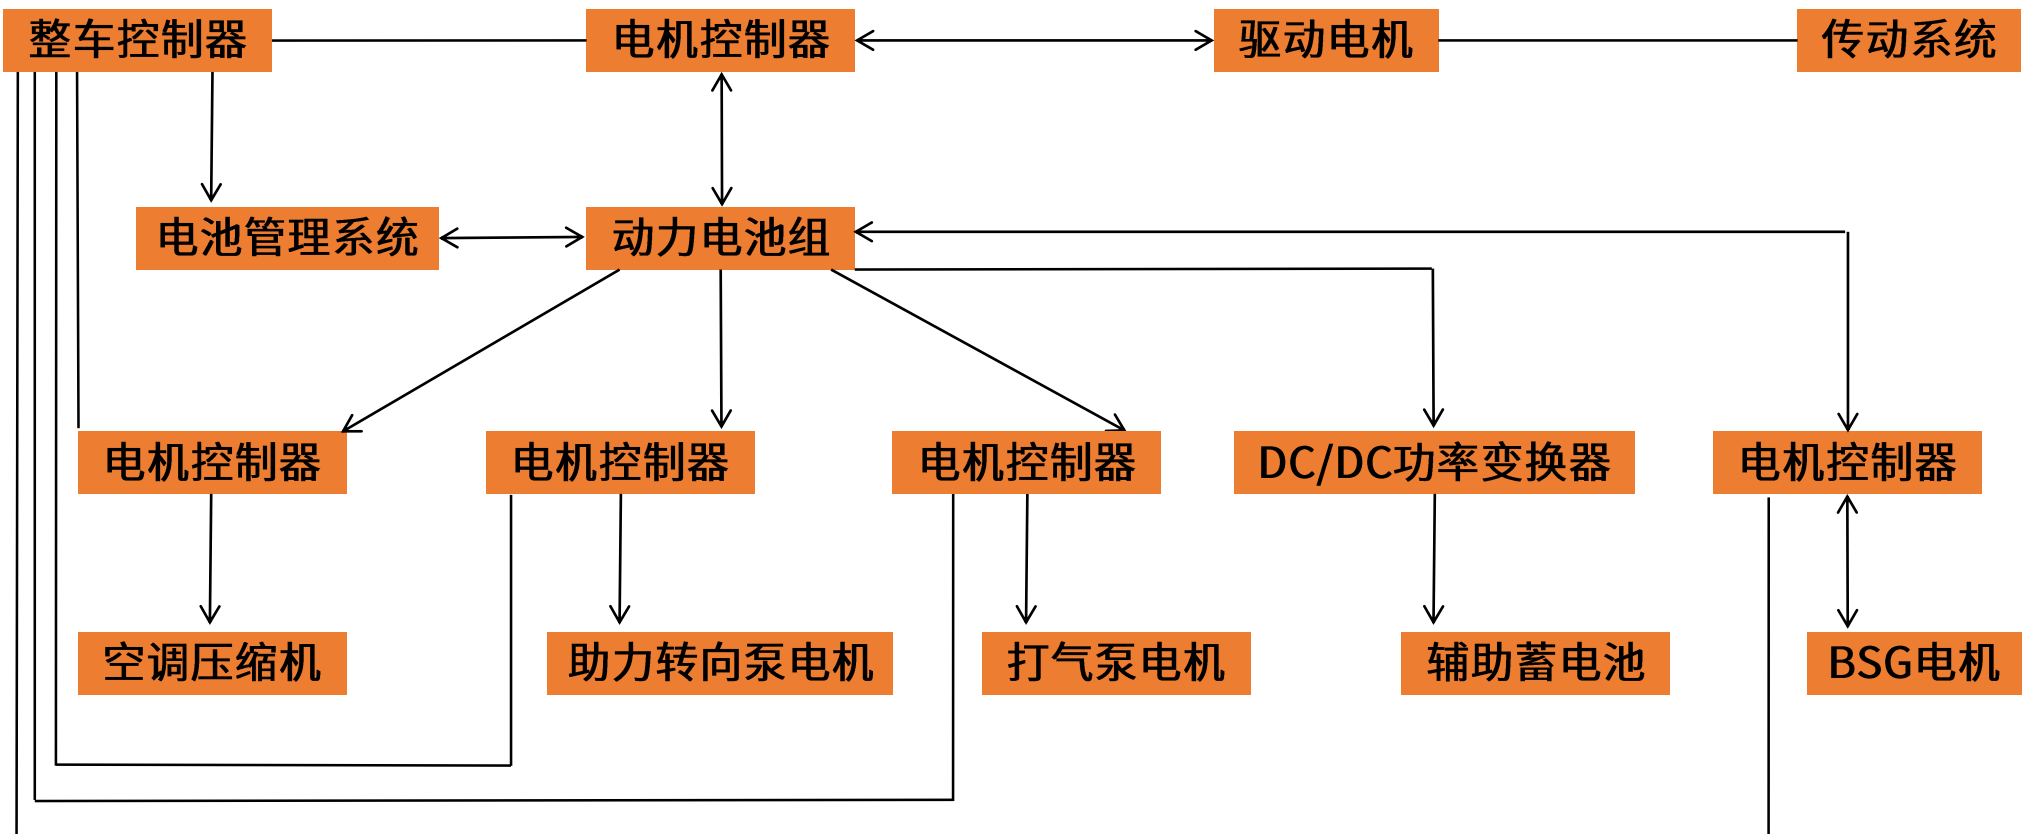 整车控制器
电机控制器
驱动电机
传动系统
电池管理系统
动力电池组
电机控制器
电机控制器
电机控制器
DC/DC功率变换器
电机控制器
空调压缩机
助力转向泵电机
打气泵电机
辅助蓄电池
BSG电机